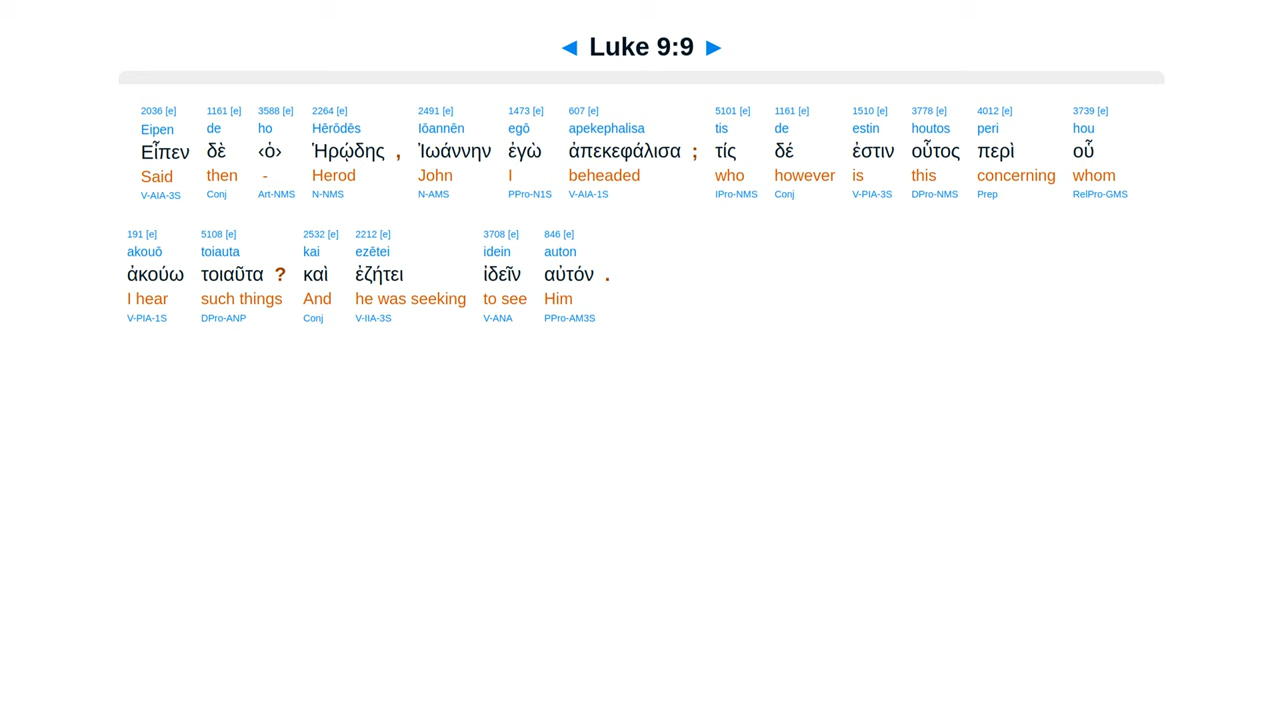 ◄ Luke 9:9 ►
2036 [e] 1161 [e] 3588 [e] 2264 [e] 2491 [e] 1473 [e] 607 [e] 5101 [e] 1161 [e] 1510 [e] 3778 [e] 4012 [e] 3739 [e]
Eipen de ho Hērōdēs Iōannēn egō apekephalisa tis de estin houtos peri hou
Εἶπεν δὲ ‹ὁ› Ἡρῴδης , Ἰωάννην ἐγὼ ἀπεκεφάλισα ; τίς δέ ἐστιν οὗτος περὶ οὗ
Said then - Herod John I beheaded who however is this concerning whom
V-AIA-3S Conj Art-NMS N-NMS N-AMS PPro-N1S V-AIA-1S IPro-NMS Conj V-PIA-3S DPro-NMS Prep RelPro-GMS
191 [e] 5108 [e] 2532 [e] 2212 [e] 3708 [e] 846 [e]
akouō toiauta kai ezētei idein auton
ἀκούω τοιαῦτα ? καὶ ἐζήτει ἰδεῖν αὐτόν .
I hear such things And he was seeking to see Him
V-PIA-1S DPro-ANP Conj V-IIA-3S V-ANA PPro-AM3S